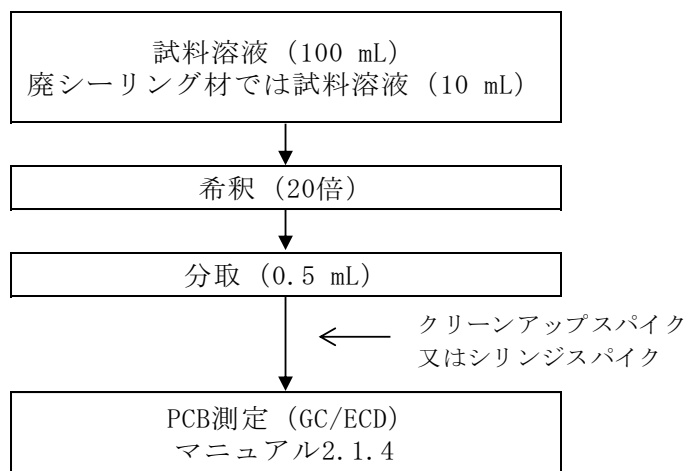 試料溶液 (100 mL)
廃シーリング材では試料溶液 (10 mL)
希釈 (20倍)
分取 (0.5 mL)
クリーンアップスパイク
又はシリンジスパイク
PCB測定 (GC/ECD)
マニュアル2.1.4